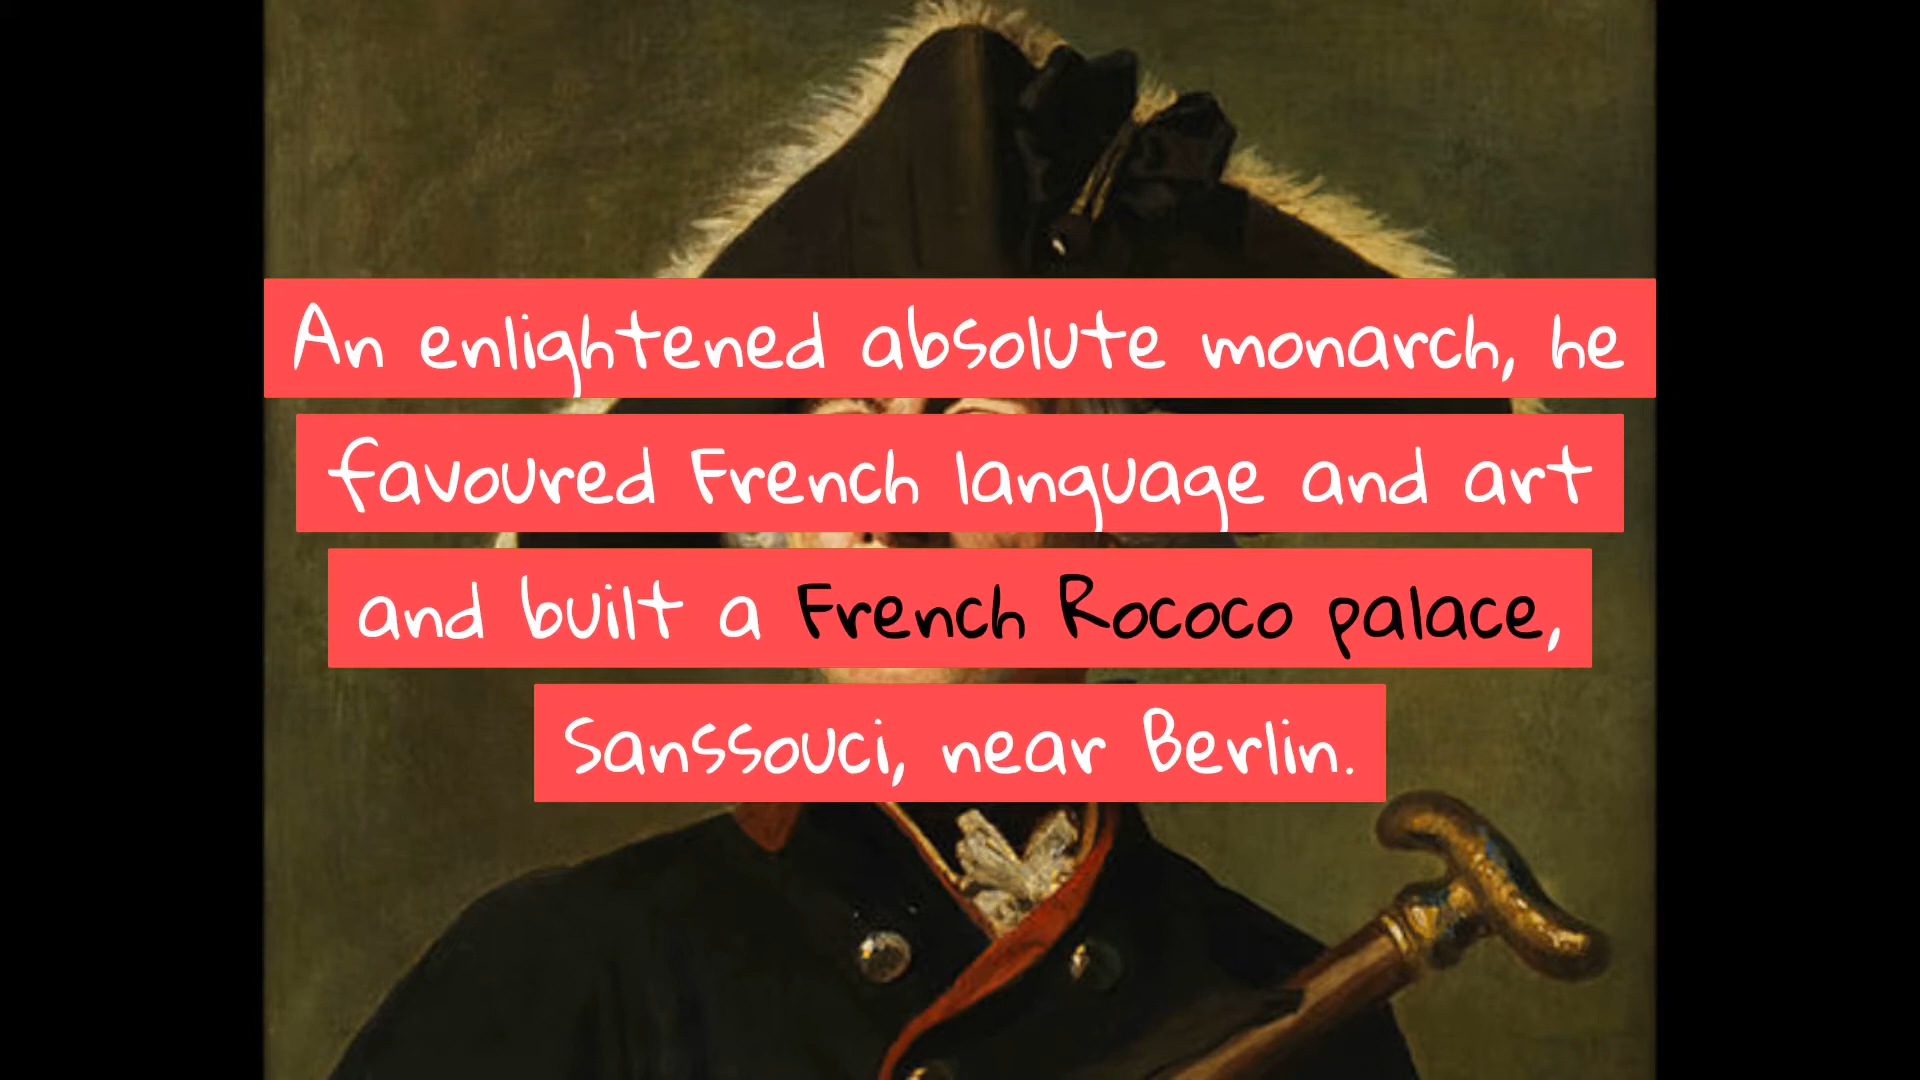 An enlightened absolute monarch, he
favoured French language and art
and built a French Rococo palace,
Sanssouci, near Berlin.